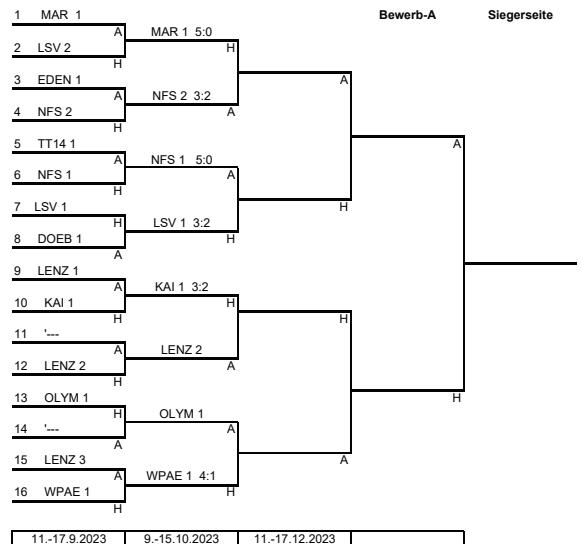 1 MAR 1 Bewerb-A Siegerseite
A MAR 1 5:0
2 LSV 2 H
H
3 EDEN 1 A
A NFS 2 3:2
4 NFS 2 A
H
5 TT14 1 A
A NFS 1 5:0
6 NFS 1 A
H
7 LSV 1 H
H LSV 1 3:2
8 DOEB 1 H
A
9 LENZ 1
A KAI 1 3:2
10 KAI 1 H H
H
11 '---
A LENZ 2
12 LENZ 2 A
H
13 OLYM 1 H
H OLYM 1
14 '--- A
A
15 LENZ 3 A
A WPAE 1 4:1
16 WPAE 1 H
H
11.-17.9.2023 9.-15.10.2023 11.-17.12.2023